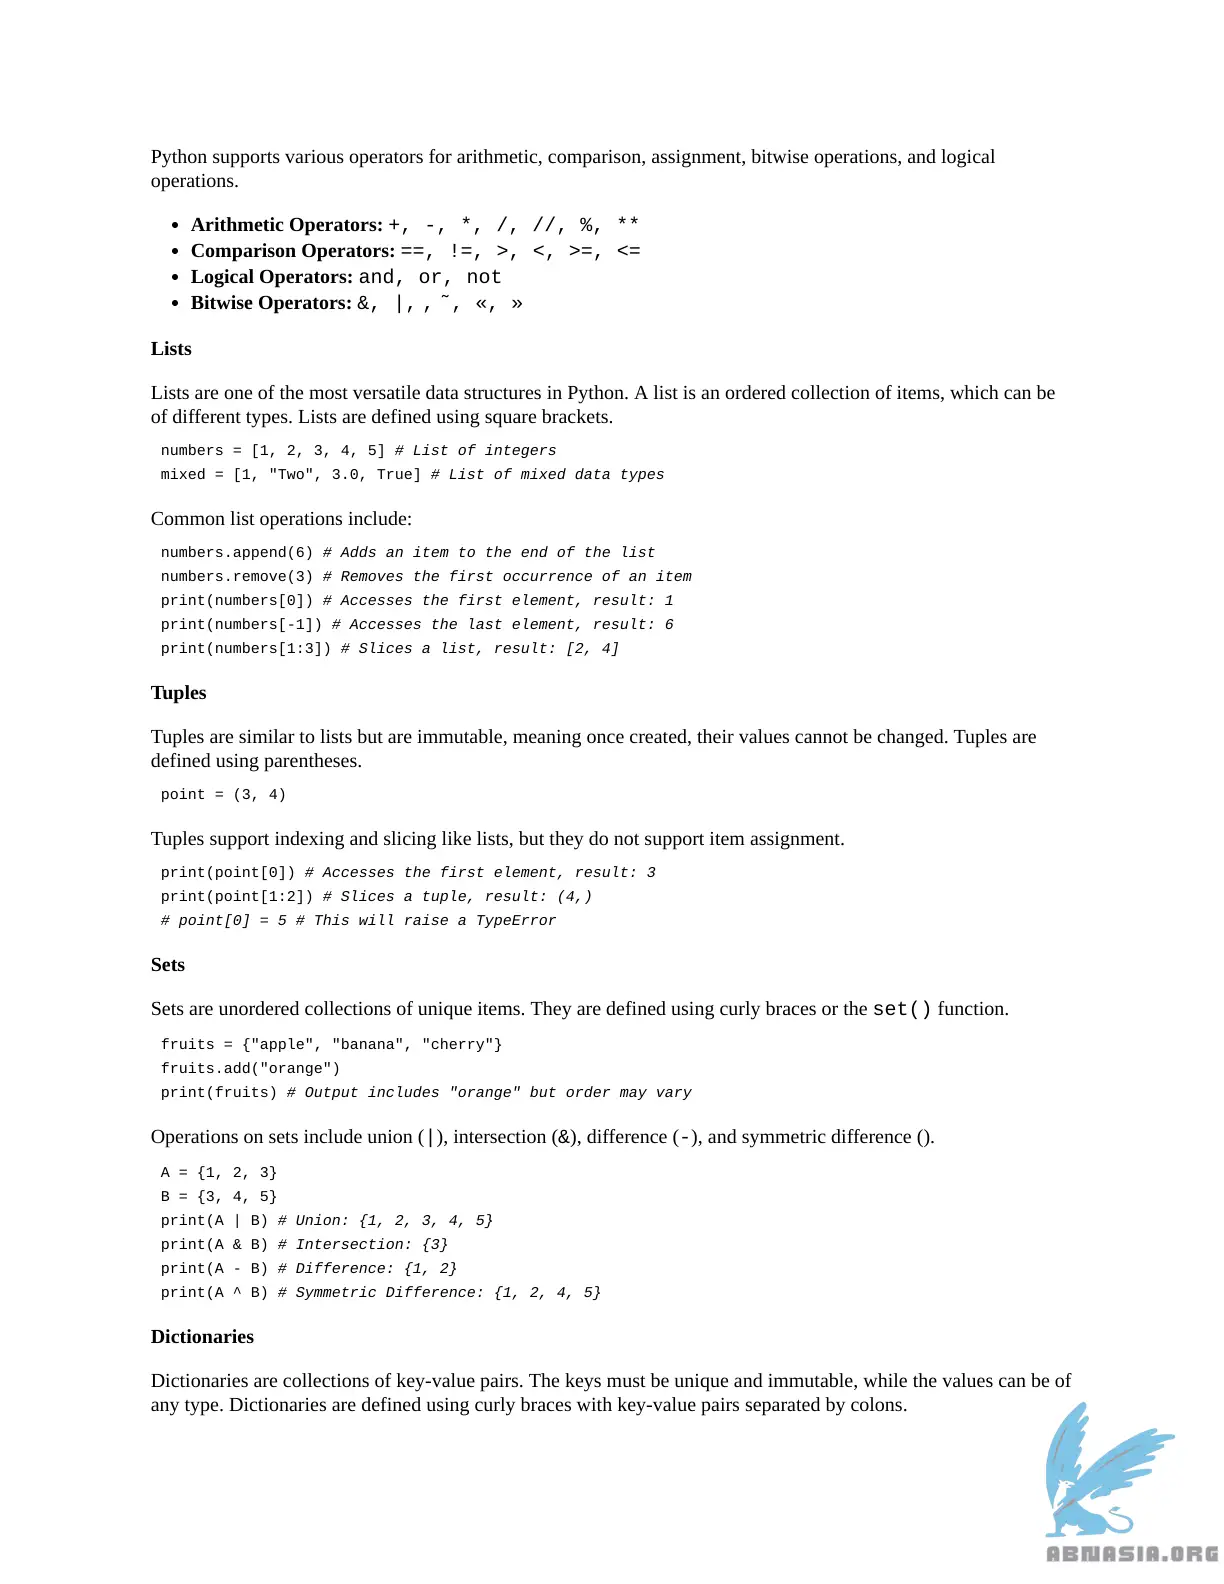 Python supports various operators for arithmetic, comparison, assignment, bitwise operations, and logical
operations.
• Arithmetic Operators: +, -, *, /, //, %, **
• Comparison Operators: ==, !=, >, <, >=, <=
• Logical Operators: and, or, not
• Bitwise Operators: &, |, , ˜, «, »
Lists
Lists are one of the most versatile data structures in Python. A list is an ordered collection of items, which can be
of different types. Lists are defined using square brackets.
numbers = [1, 2, 3, 4, 5] # List of integers
mixed = [1, "Two", 3.0, True] # List of mixed data types
Common list operations include:
numbers.append(6) # Adds an item to the end of the list
numbers.remove(3) # Removes the first occurrence of an item
print(numbers[0]) # Accesses the first element, result: 1
print(numbers[-1]) # Accesses the last element, result: 6
print(numbers[1:3]) # Slices a list, result: [2, 4]
Tuples
Tuples are similar to lists but are immutable, meaning once created, their values cannot be changed. Tuples are
defined using parentheses.
point = (3, 4)
Tuples support indexing and slicing like lists, but they do not support item assignment.
print(point[0]) # Accesses the first element, result: 3
print(point[1:2]) # Slices a tuple, result: (4,)
# point[0] = 5 # This will raise a TypeError
Sets
Sets are unordered collections of unique items. They are defined using curly braces or the set() function.
fruits = {"apple", "banana", "cherry"}
fruits.add("orange")
print(fruits) # Output includes "orange" but order may vary
Operations on sets include union (|), intersection (&), difference (-), and symmetric difference ().
A = {1, 2, 3}
B = {3, 4, 5}
print(A | B) # Union: {1, 2, 3, 4, 5}
print(A & B) # Intersection: {3}
print(A - B) # Difference: {1, 2}
print(A ^ B) # Symmetric Difference: {1, 2, 4, 5}
Dictionaries
Dictionaries are collections of key-value pairs. The keys must be unique and immutable, while the values can be of
any type. Dictionaries are defined using curly braces with key-value pairs separated by colons.
ABNASIA.ORG